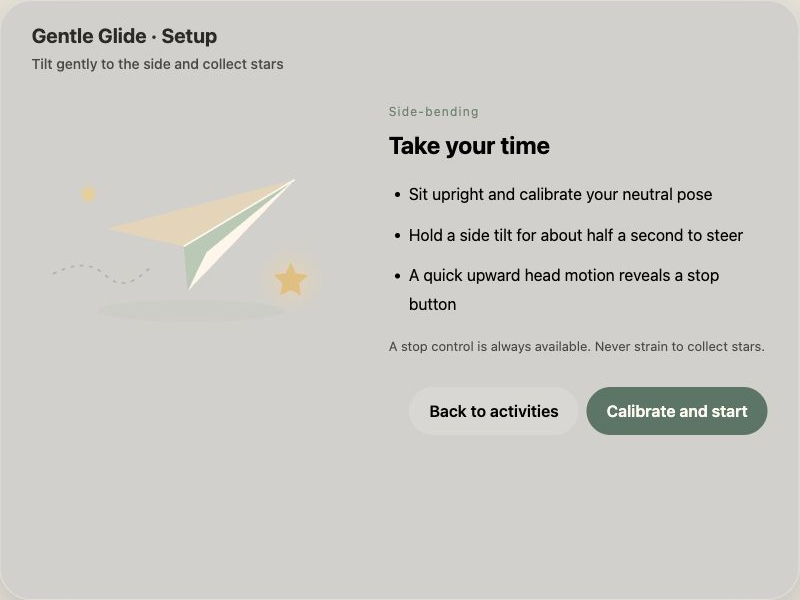 Gentle Glide · Setup
Tilt gently to the side and collect stars
Side-bending
Take your time
• Sit upright and calibrate your neutral pose
• Hold a side tilt for about half a second to steer
• A quick upward head motion reveals a stop
button
A stop control is always available. Never strain to collect stars.
Back to activities
Calibrate and start